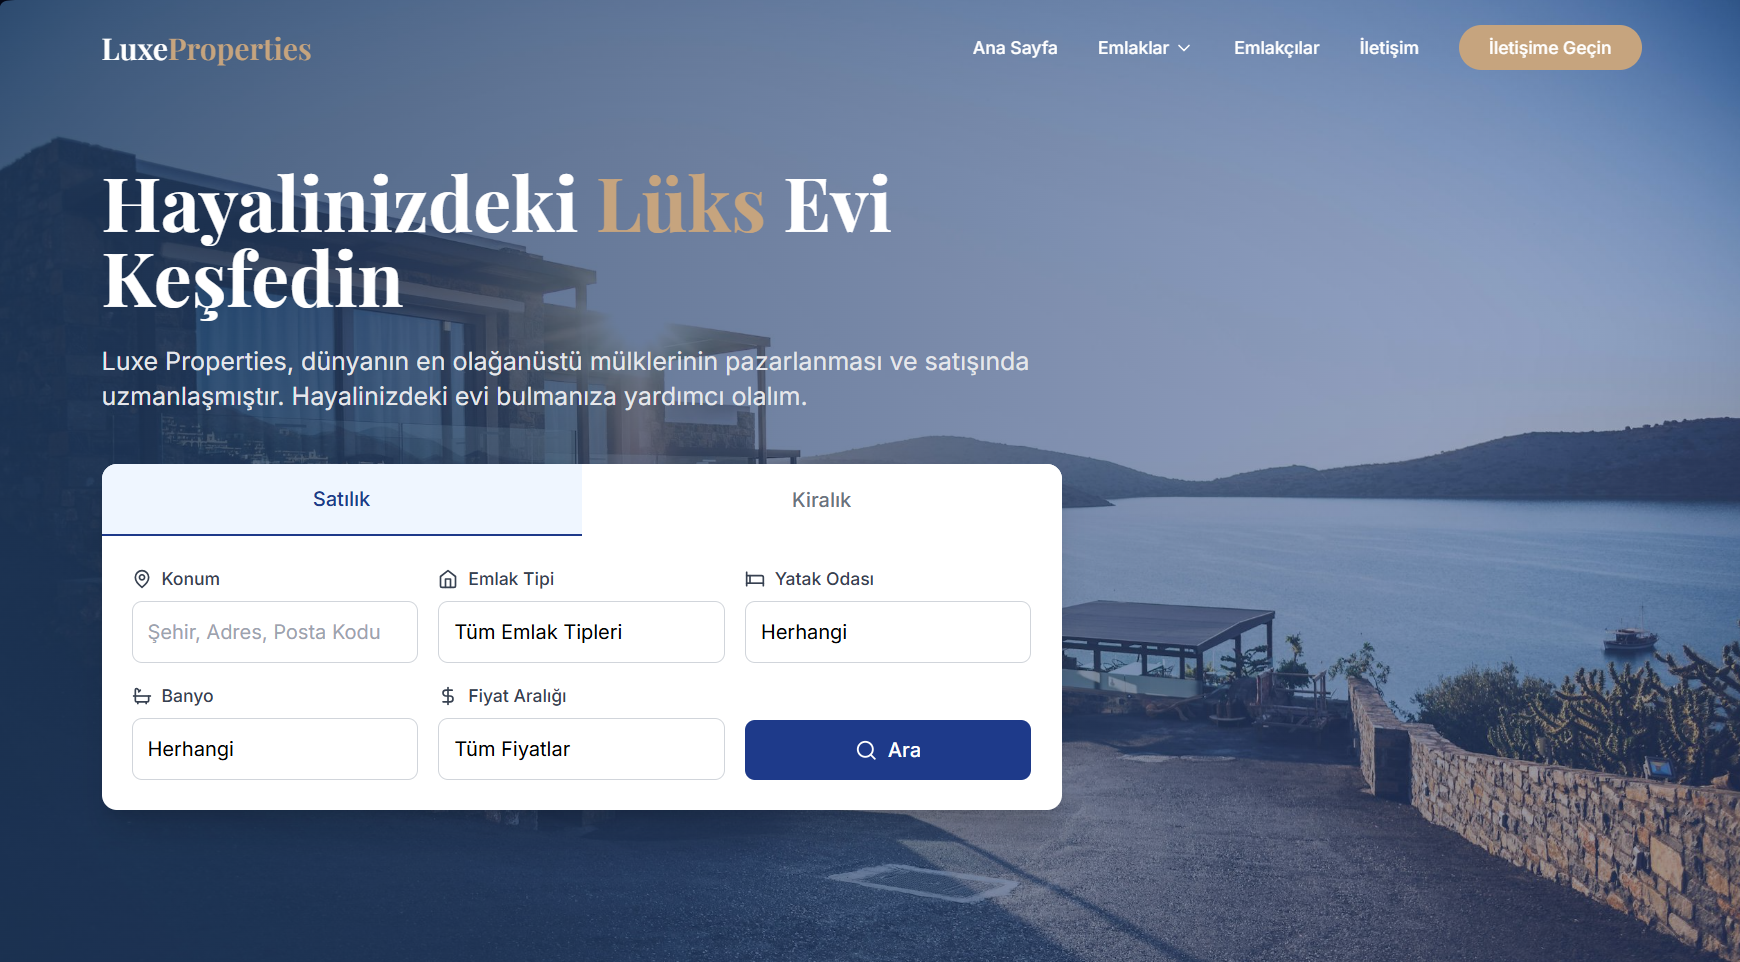 LuxeProperties
Ana Sayfa
Emlaklar
Emlakçılar
İletişim
İletişime Geçin
Hayalinizdeki Lüks Evi
Keşfedin
Luxe Properties, dünyanın en olağanüstü mülklerinin pazarlanması ve satışında
uzmanlaşmıştır. Hayalinizdeki evi bulmanıza yardımcı olalım.
Satılık
Kiralık
Konum
Emlak Tipi
Yatak Odası
Şehir, Adres, Posta Kodu
Tüm Emlak Tipleri
Herhangi
Banyo
Fiyat Aralığı
Herhangi
Tüm Fiyatlar
Ara